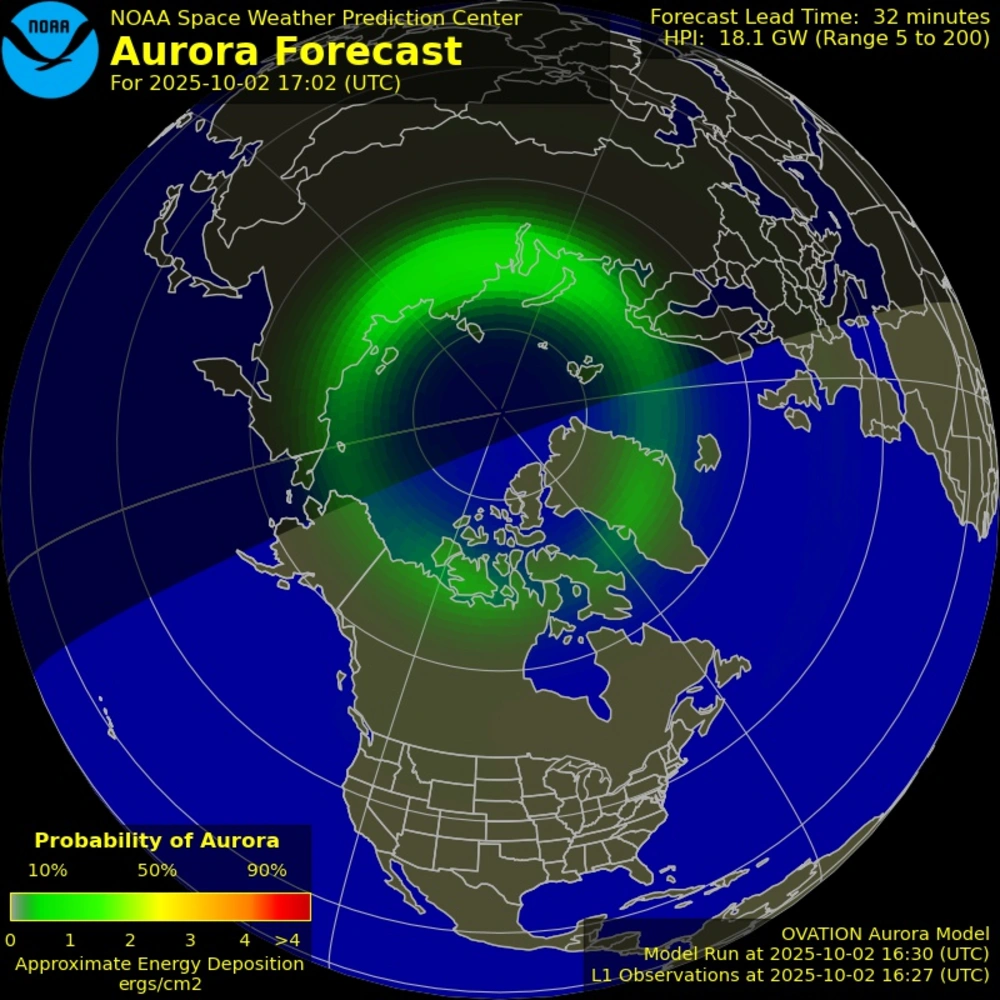 NOAA
NOAA Space Weather Prediction Center
Aurora Forecast
For 2025-10-02 17:02 (UTC)
Forecast Lead Time: 32 minutes
HPI: 18.1 GW (Range 5 to 200)
Probability of Aurora
10% 50% 90%
0 1 2 3 4 >4
Approximate Energy Deposition
ergs/cm2
OVATION Aurora Model
Model Run at 2025-10-02 16:30 (UTC)
L1 Observations at 2025-10-02 16:27 (UTC)